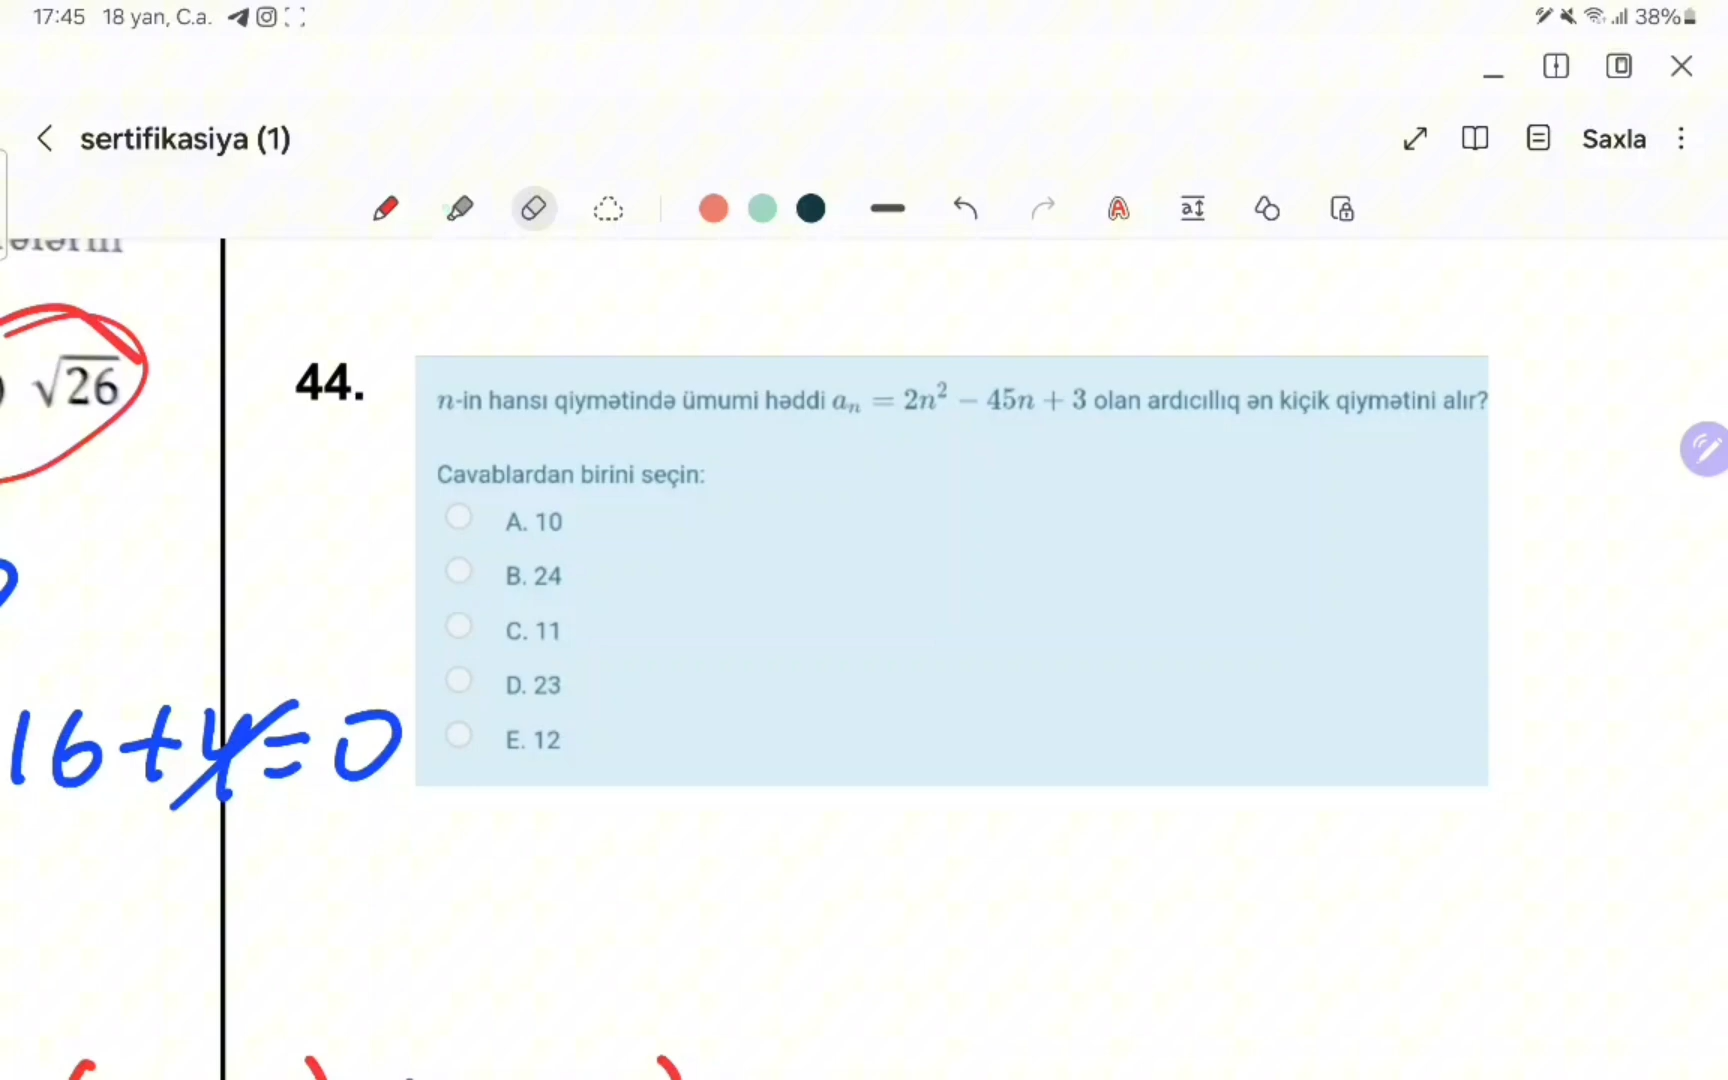 17:45 18 yan, C.a. 38%
sertifikasiya (1)
Saxla
√26
44.
n-in hansı qiymətində ümumi həddi aₙ = 2n² − 45n + 3 olan ardıcıllıq ən kiçik qiymətini alır?
Cavablardan birini seçin:
A. 10
B. 24
C. 11
D. 23
E. 12
16+4=0